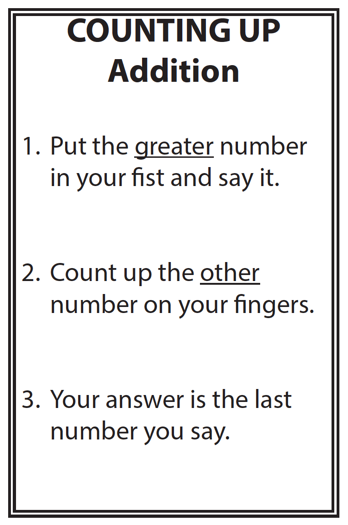 COUNTING UP
Addition
1. Put the greater number
in your fist and say it.
2. Count up the other
number on your fingers.
3. Your answer is the last
number you say.